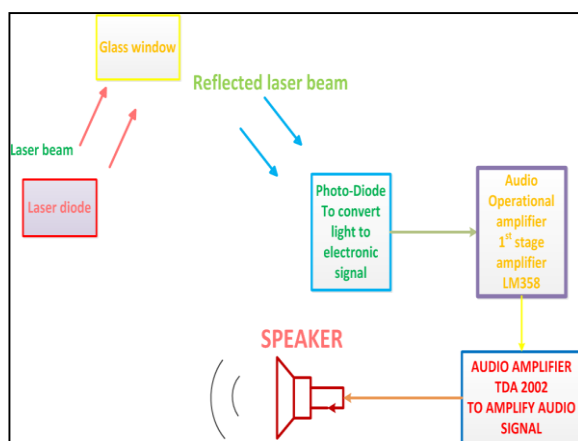 Glass window
Reflected laser beam
Laser beam
Laser diode
Photo-Diode
To convert
light to
electronic
signal
Audio
Operational
amplifier
1st stage
amplifier
LM358
SPEAKER
AUDIO AMPLIFIER
TDA 2002
TO AMPLIFY AUDIO
SIGNAL